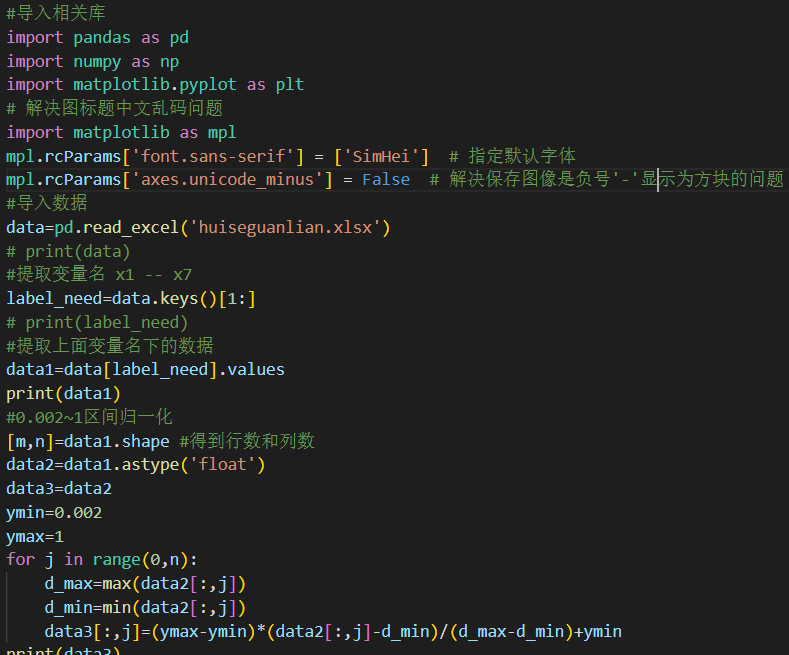 #导入相关库
import pandas as pd
import numpy as np
import matplotlib.pyplot as plt
# 解决图标题中文乱码问题
import matplotlib as mpl
mpl.rcParams['font.sans-serif'] = ['SimHei']  # 指定默认字体
mpl.rcParams['axes.unicode_minus'] = False  # 解决保存图像是负号'-'显示为方块的问题
#导入数据
data=pd.read_excel('huiseguanlian.xlsx')
# print(data)
#提取变量名 x1 -- x7
label_need=data.keys()[1:]
# print(label_need)
#提取上面变量名下的数据
data1=data[label_need].values
print(data1)
#0.002~1区间归一化
[m,n]=data1.shape #得到行数和列数
data2=data1.astype('float')
data3=data2
ymin=0.002
ymax=1
for j in range(0,n):
    d_max=max(data2[:,j])
    d_min=min(data2[:,j])
    data3[:,j]=(ymax-ymin)*(data2[:,j]-d_min)/(d_max-d_min)+ymin
print(data3)